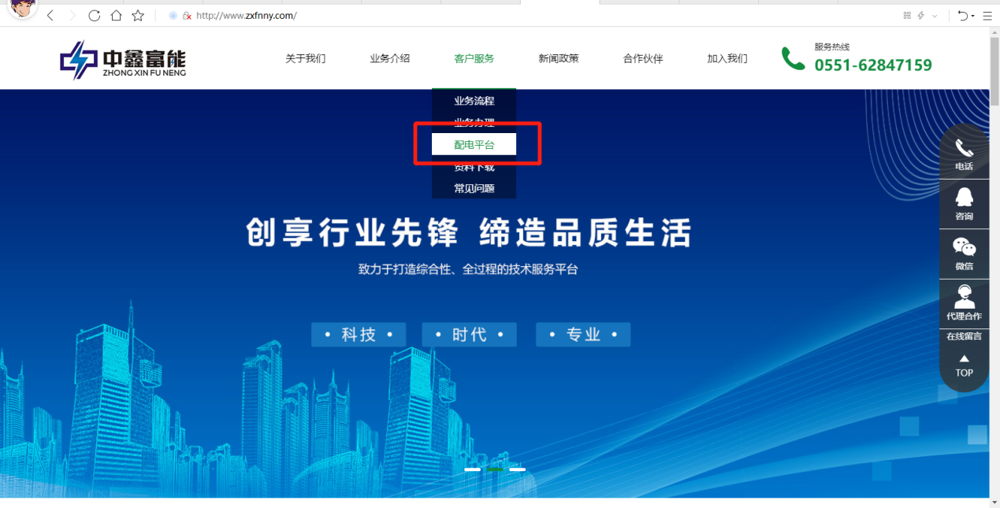 http://www.zxfnny.com/
中鑫富能
ZHONG XIN FU NENG
关于我们
业务介绍
客户服务
新闻政策
合作伙伴
加入我们
服务热线
0551-62847159
业务流程
业务办理
配电平台
资料下载
常见问题
创享行业先锋 缔造品质生活
致力于打造综合性、全过程的技术服务平台
• 科技 •
• 时代 •
• 专业 •
电话
咨询
微信
代理合作
在线留言
TOP